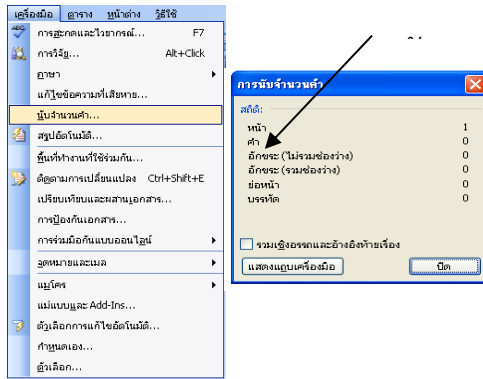 เครื่องมือ ตาราง หน้าต่าง วิธีใช้
การสะกดและไวยากรณ์... F7
การวิจัย... Alt+Click
ภาษา
แก้ไขข้อความที่เสียหาย...
นับจำนวนคำ...
สรุปอัตโนมัติ...
พื้นที่ทำงานที่ใช้ร่วมกัน...
ติดตามการเปลี่ยนแปลง Ctrl+Shift+E
เปรียบเทียบและผสานเอกสาร...
การป้องกันเอกสาร...
การร่วมมือกันแบบออนไลน์
จดหมายและเมล
แมโคร
แม่แบบและ Add-Ins...
ตัวเลือกการแก้ไขอัตโนมัติ...
กำหนดเอง...
ตัวเลือก...
การนับจำนวนคำ
สถิติ:
หน้า 1
คำ 0
อักขระ (ไม่รวมช่องว่าง) 0
อักขระ (รวมช่องว่าง) 0
ย่อหน้า 0
บรรทัด 0
รวมเชิงอรรถและอ้างอิงท้ายเรื่อง
แสดงแถบเครื่องมือ ปิด